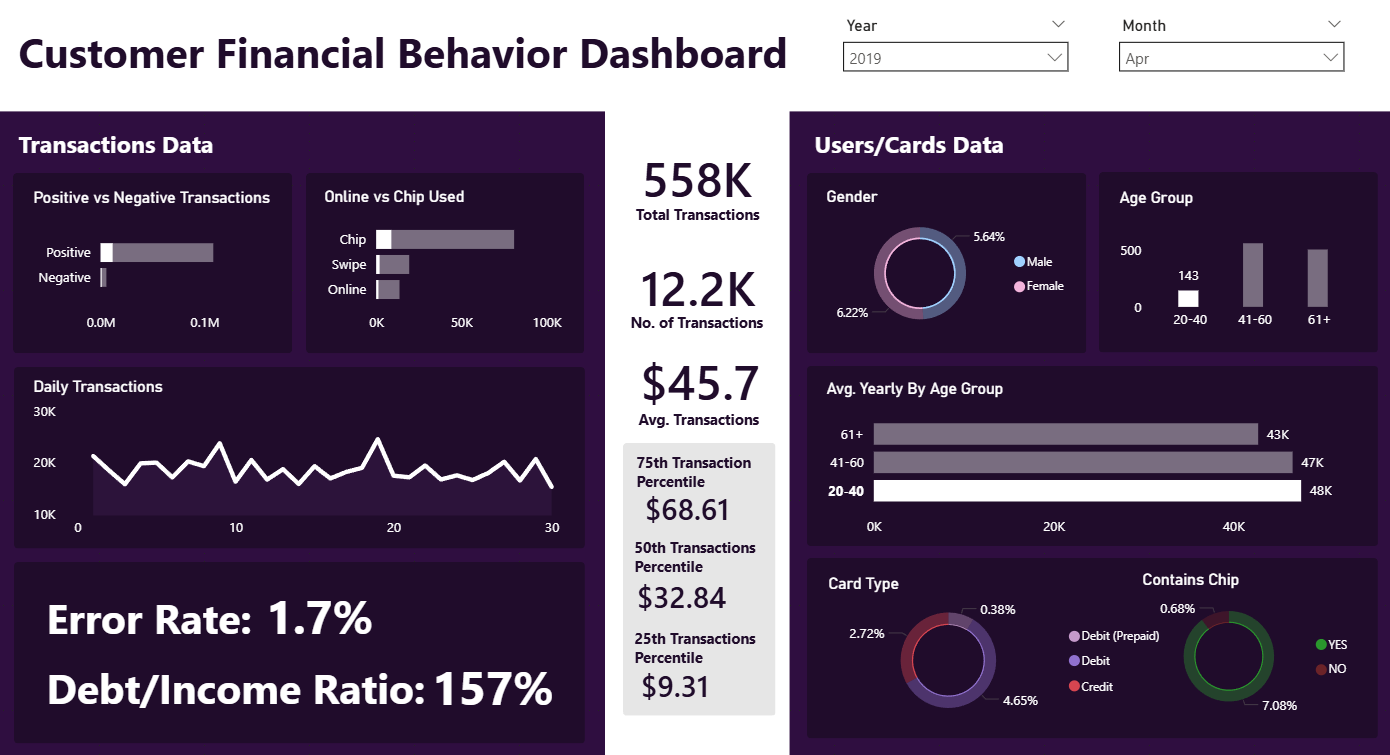 Customer Financial Behavior Dashboard
Year
2019
Month
Apr
Transactions Data
Positive vs Negative Transactions
Positive
Negative
0.0M 0.1M
Online vs Chip Used
Chip
Swipe
Online
0K 50K 100K
Daily Transactions
30K
20K
10K
0 10 20 30
Error Rate: 1.7%
Debt/Income Ratio: 157%
558K
Total Transactions
12.2K
No. of Transactions
$45.7
Avg. Transactions
75th Transaction
Percentile
$68.61
50th Transactions
Percentile
$32.84
25th Transactions
Percentile
$9.31
Users/Cards Data
Gender
5.64%
6.22%
Male
Female
Age Group
500
0
143
20-40 41-60 61+
Avg. Yearly By Age Group
61+ 43K
41-60 47K
20-40 48K
0K 20K 40K
Card Type
0.38%
2.72%
4.65%
Debit (Prepaid)
Debit
Credit
Contains Chip
0.68%
7.08%
YES
NO